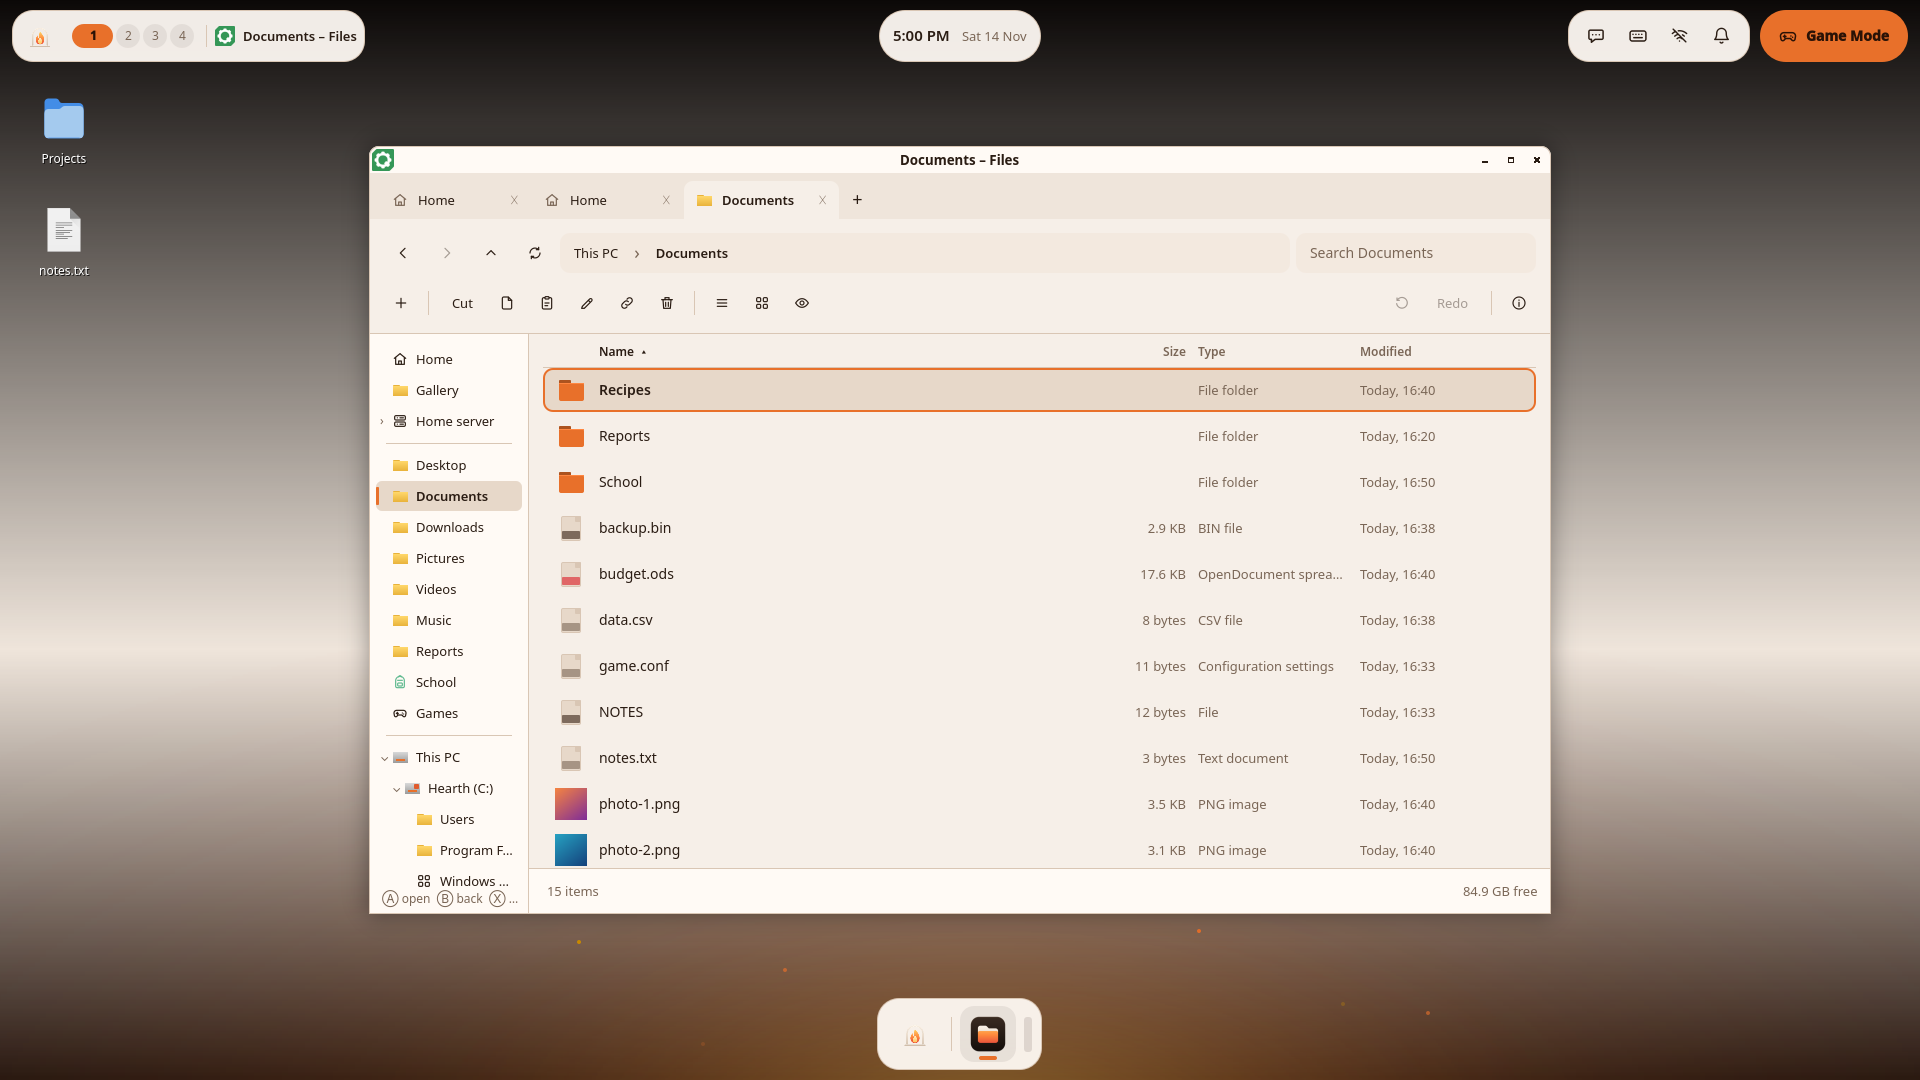 1 2 3 4 Documents – Files
5:00 PM Sat 14 Nov
Game Mode
Projects
notes.txt
Documents – Files
Home
Home
Documents
This PC › Documents
Search Documents
Cut
Redo
Home
Gallery
Home server
Desktop
Documents
Downloads
Pictures
Videos
Music
Reports
School
Games
This PC
Hearth (C:)
Users
Program F...
Windows ...
A open B back X ...
Name Size Type Modified
Recipes File folder Today, 16:40
Reports File folder Today, 16:20
School File folder Today, 16:50
backup.bin 2.9 KB BIN file Today, 16:38
budget.ods 17.6 KB OpenDocument sprea... Today, 16:40
data.csv 8 bytes CSV file Today, 16:38
game.conf 11 bytes Configuration settings Today, 16:33
NOTES 12 bytes File Today, 16:33
notes.txt 3 bytes Text document Today, 16:50
photo-1.png 3.5 KB PNG image Today, 16:40
photo-2.png 3.1 KB PNG image Today, 16:40
15 items 84.9 GB free